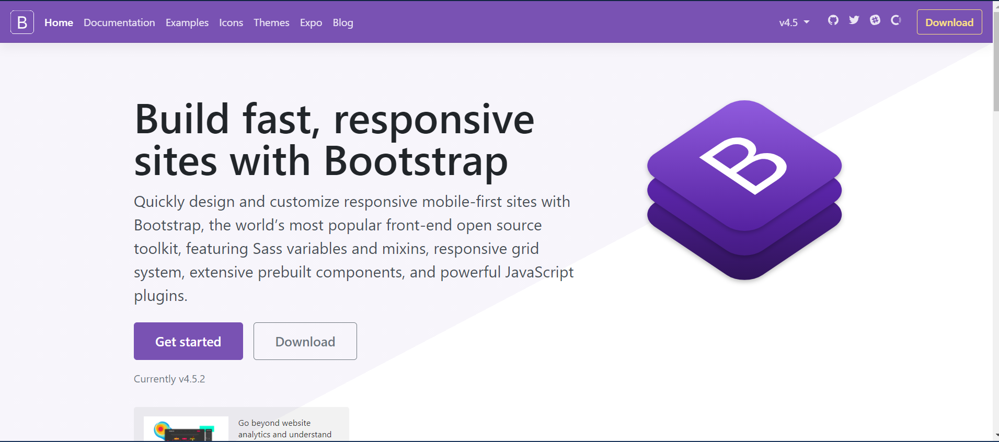 B Home Documentation Examples Icons Themes Expo Blog v4.5 Download
Build fast, responsive
sites with Bootstrap
B
Quickly design and customize responsive mobile-first sites with
Bootstrap, the world’s most popular front-end open source
toolkit, featuring Sass variables and mixins, responsive grid
system, extensive prebuilt components, and powerful JavaScript
plugins.
Get started Download
Currently v4.5.2
Go beyond website
analytics and understand